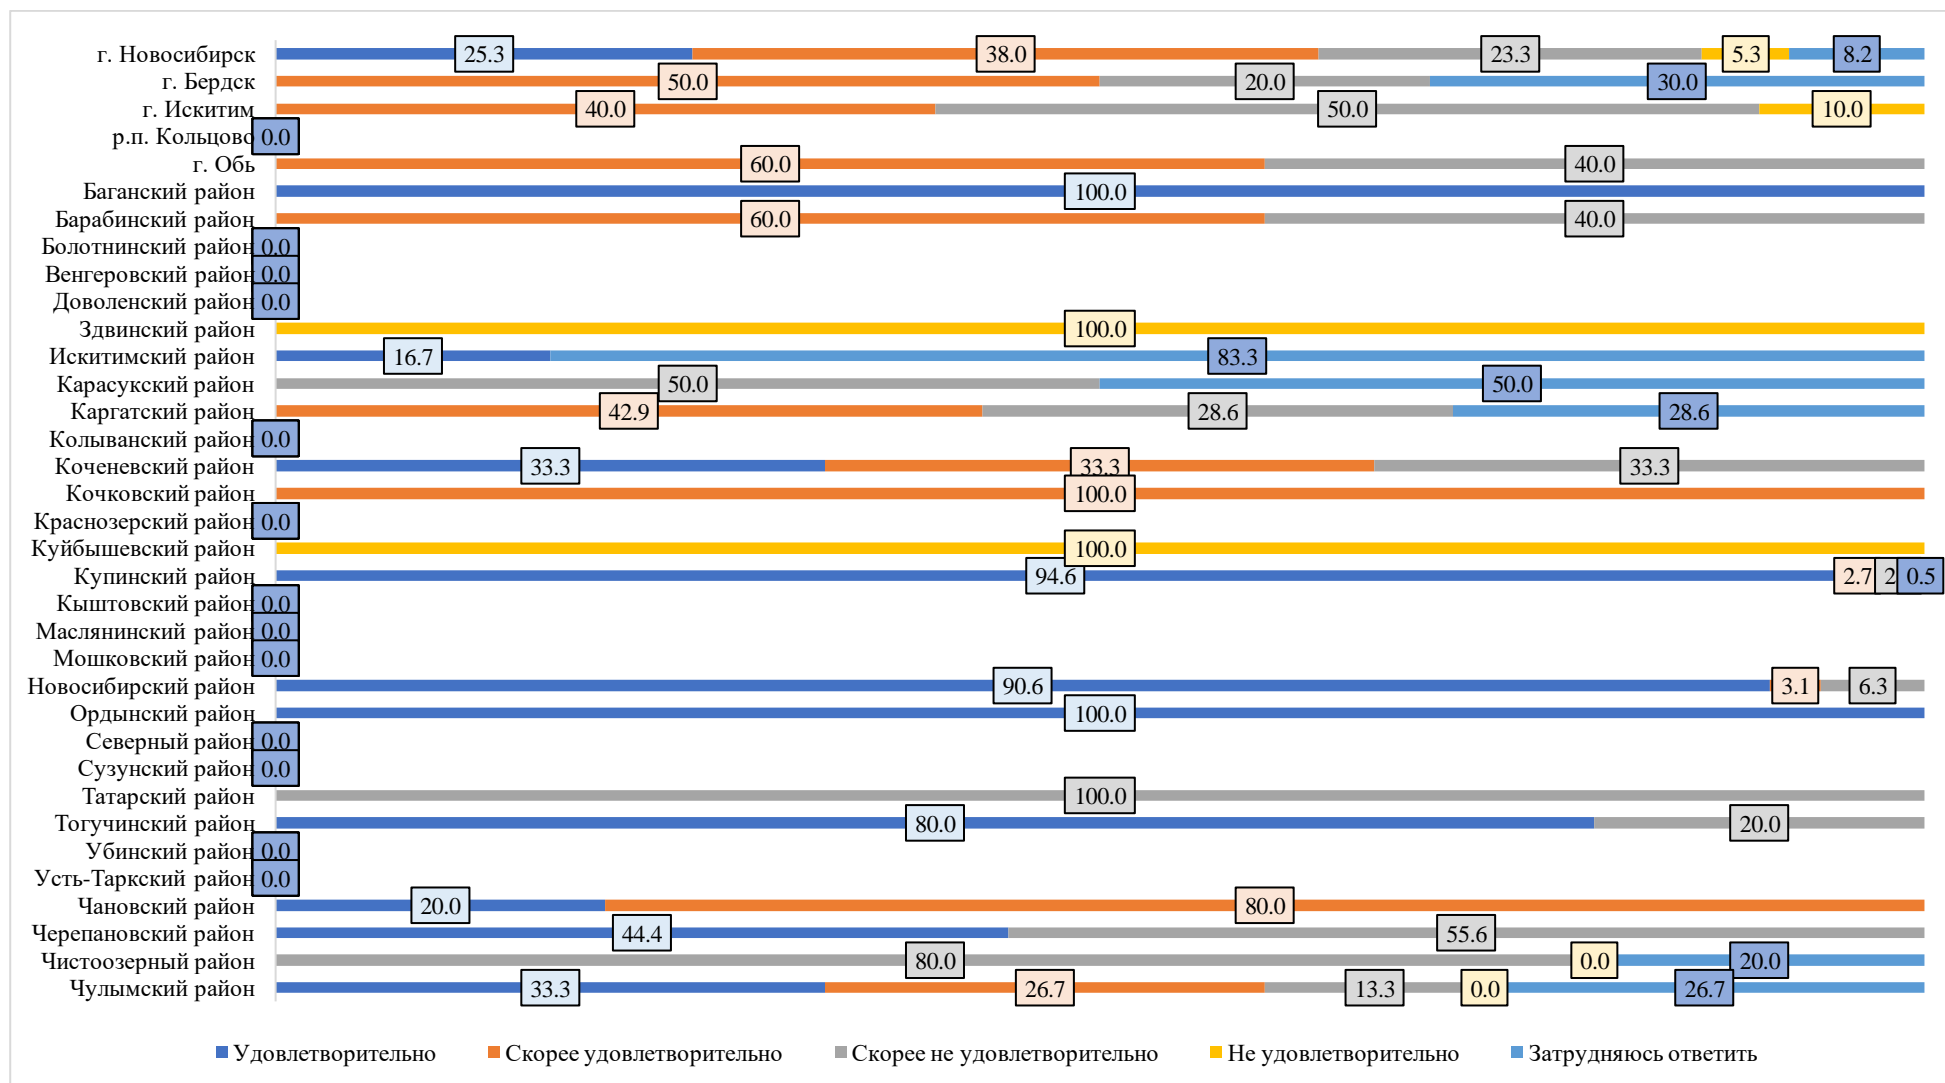 г. Новосибирск 25.3 38.0 23.3 5.3 8.2
г. Бердск 50.0 20.0 30.0
г. Искитим 40.0 50.0 10.0
р.п. Кольцово 0.0
г. Обь 60.0 40.0
Баганский район 100.0
Барабинский район 60.0 40.0
Болотнинский район 0.0
Венгеровский район 0.0
Доволенский район 0.0
Здвинский район 100.0
Искитимский район 16.7 83.3
Карасукский район 50.0 50.0
Каргатский район 42.9 28.6 28.6
Колыванский район 0.0
Коченевский район 33.3 33.3 33.3
Кочковский район 100.0
Краснозерский район 0.0
Куйбышевский район 100.0
Купинский район 94.6 2.7 2 0.5
Кыштовский район 0.0
Маслянинский район 0.0
Мошковский район 0.0
Новосибирский район 90.6 3.1 6.3
Ордынский район 100.0
Северный район 0.0
Сузунский район 0.0
Татарский район 100.0
Тогучинский район 80.0 20.0
Убинский район 0.0
Усть-Таркский район 0.0
Чановский район 20.0 80.0
Черепановский район 44.4 55.6
Чистоозерный район 80.0 0.0 20.0
Чулымский район 33.3 26.7 13.3 0.0 26.7
Удовлетворительно Скорее удовлетворительно Скорее не удовлетворительно Не удовлетворительно Затрудняюсь ответить